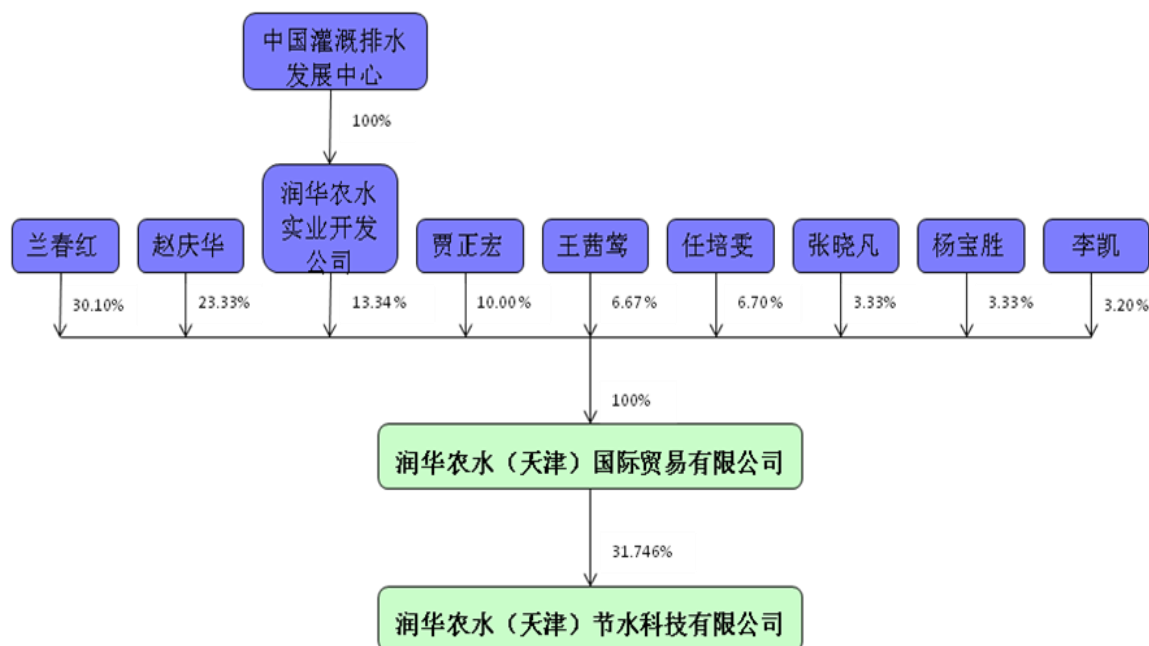 中国灌溉排水
发展中心
100%
润华农水
实业开发
公司
兰春红
赵庆华
贾正宏
王茜莺
任培雯
张晓凡
杨宝胜
李凯
30.10%
23.33%
13.34%
10.00%
6.67%
6.70%
3.33%
3.33%
3.20%
100%
润华农水（天津）国际贸易有限公司
31.746%
润华农水（天津）节水科技有限公司